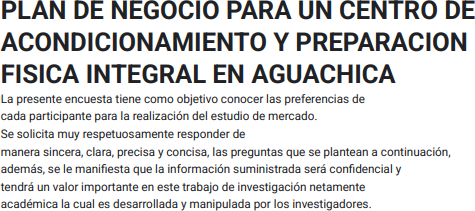 PLAN DE NEGOCIO PARA UN CENTRO DE
ACONDICIONAMIENTO Y PREPARACION
FISICA INTEGRAL EN AGUACHICA
La presente encuesta tiene como objetivo conocer las preferencias de
cada participante para la realización del estudio de mercado.
Se solicita muy respetuosamente responder de
manera sincera, clara, precisa y concisa, las preguntas que se plantean a continuación,
además, se le manifiesta que la información suministrada será confidencial y
tendrá un valor importante en este trabajo de investigación netamente
académica la cual es desarrollada y manipulada por los investigadores.